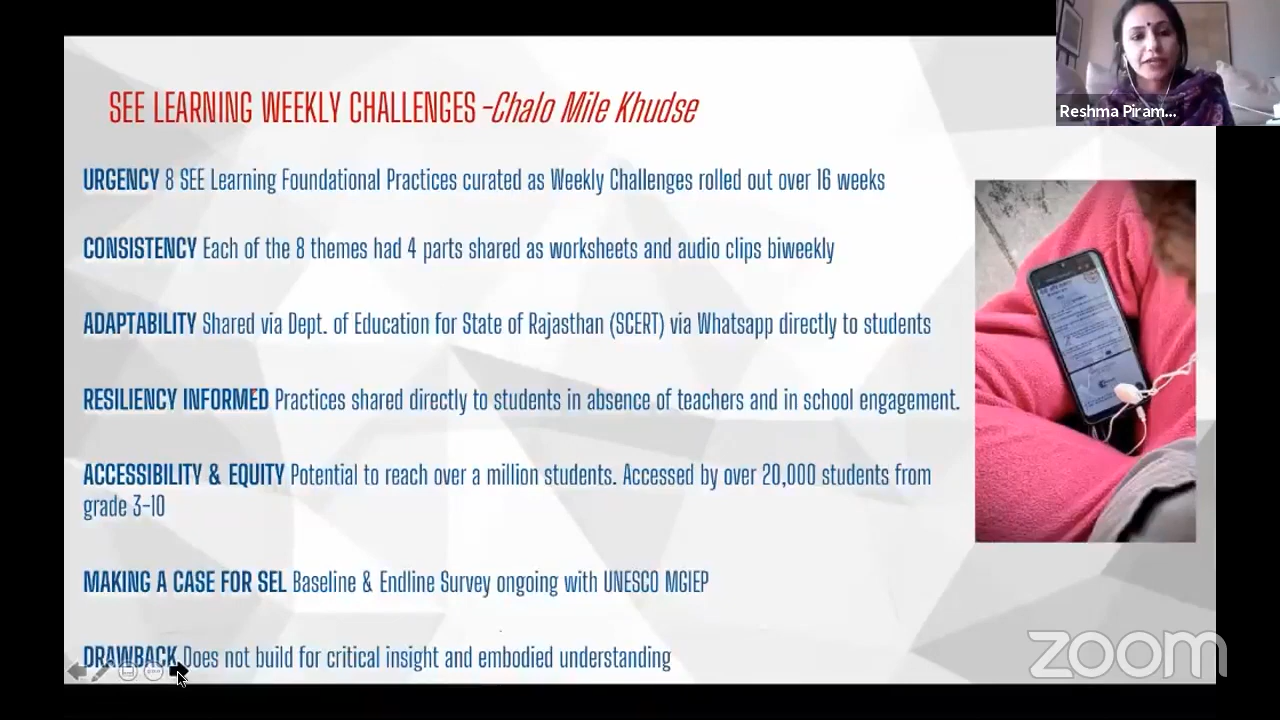 SEE LEARNING WEEKLY CHALLENGES -Chalo Mile Khudse
Reshma Piram...
URGENCY 8 SEE Learning Foundational Practices curated as Weekly Challenges rolled out over 16 weeks
CONSISTENCY Each of the 8 themes had 4 parts shared as worksheets and audio clips biweekly
ADAPTABILITY Shared via Dept. of Education for State of Rajasthan (SCERT) via Whatsapp directly to students
RESILIENCY INFORMED Practices shared directly to students in absence of teachers and in school engagement.
ACCESSIBILITY & EQUITY Potential to reach over a million students. Accessed by over 20,000 students from
grade 3-10
MAKING A CASE FOR SEL Baseline & Endline Survey ongoing with UNESCO MGIEP
DRAWBACK Does not build for critical insight and embodied understanding
zoom